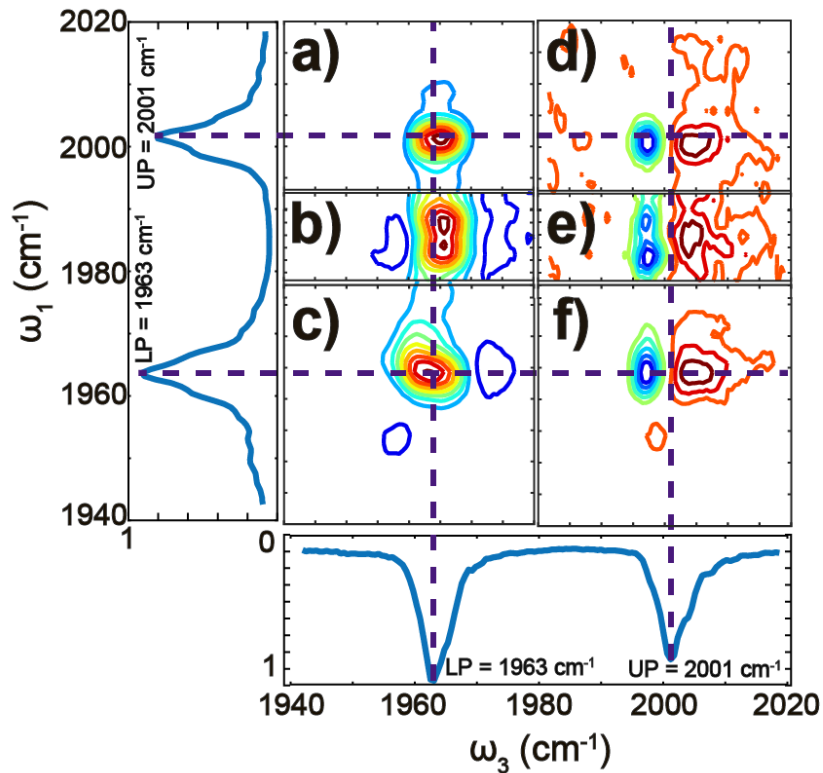 2020
2000
1980
1960
1940
ω₁ (cm⁻¹)
UP = 2001 cm⁻¹
LP = 1963 cm⁻¹
1
0
a)
d)
b)
e)
c)
f)
0
1
LP = 1963 cm⁻¹
UP = 2001 cm⁻¹
1940
1960
1980
2000
2020
ω₃ (cm⁻¹)